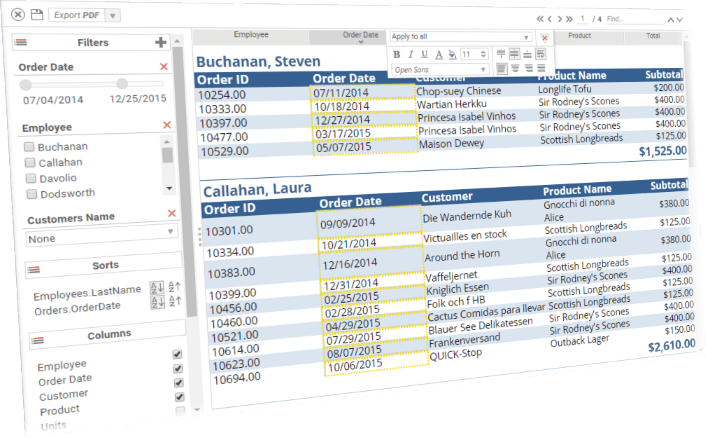 Export PDF
1 / 4 Find...
Filters
Order Date
07/04/2014 12/25/2015
Employee
Buchanan
Callahan
Davolio
Dodsworth
Customers Name
None
Sorts
Employees.LastName
Orders.OrderDate
Columns
Employee
Order Date
Customer
Product
Units
Employee Order Date Product Total
Apply to all
B I U A 11
Open Sans
Buchanan, Steven
Order ID Order Date Customer Product Name Subtotal
10254.00 07/11/2014 Chop-suey Chinese Longlife Tofu $200.00
10333.00 10/18/2014 Wartian Herkku Sir Rodney's Scones $400.00
10397.00 12/27/2014 Princesa Isabel Vinhos Sir Rodney's Scones $400.00
10477.00 03/17/2015 Princesa Isabel Vinhos Sir Rodney's Scones $400.00
10529.00 05/07/2015 Maison Dewey Scottish Longbreads $125.00
$1,525.00
Callahan, Laura
Order ID Order Date Customer Product Name Subtotal
10301.00 09/09/2014 Die Wandernde Kuh Gnocchi di nonna Alice $380.00
10334.00 10/21/2014 Victuailles en stock Scottish Longbreads $125.00
10383.00 12/16/2014 Around the Horn Gnocchi di nonna Alice $380.00
10399.00 12/31/2014 Vaffeljernet Scottish Longbreads $125.00
10456.00 02/25/2015 Kniglich Essen Sir Rodney's Scones $400.00
10460.00 02/28/2015 Folk och f HB Scottish Longbreads $125.00
10521.00 04/29/2015 Cactus Comidas para llevar Scottish Longbreads $125.00
10614.00 07/29/2015 Blauer See Delikatessen Sir Rodney's Scones $400.00
10623.00 08/07/2015 Frankenversand Sir Rodney's Scones $400.00
10694.00 10/06/2015 QUICK-Stop Outback Lager $150.00
$2,610.00